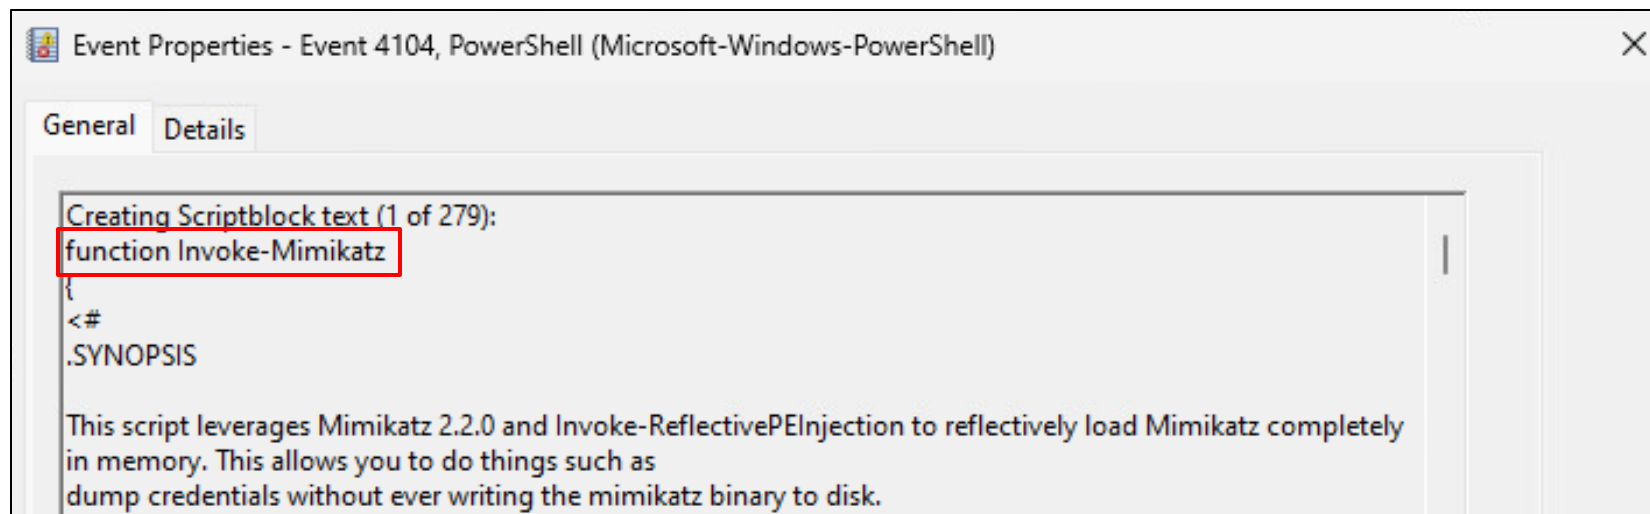 Event Properties - Event 4104, PowerShell (Microsoft-Windows-PowerShell)
General Details
Creating Scriptblock text (1 of 279):
function Invoke-Mimikatz
{
<#
.SYNOPSIS
This script leverages Mimikatz 2.2.0 and Invoke-ReflectivePEInjection to reflectively load Mimikatz completely
in memory. This allows you to do things such as
dump credentials without ever writing the mimikatz binary to disk.